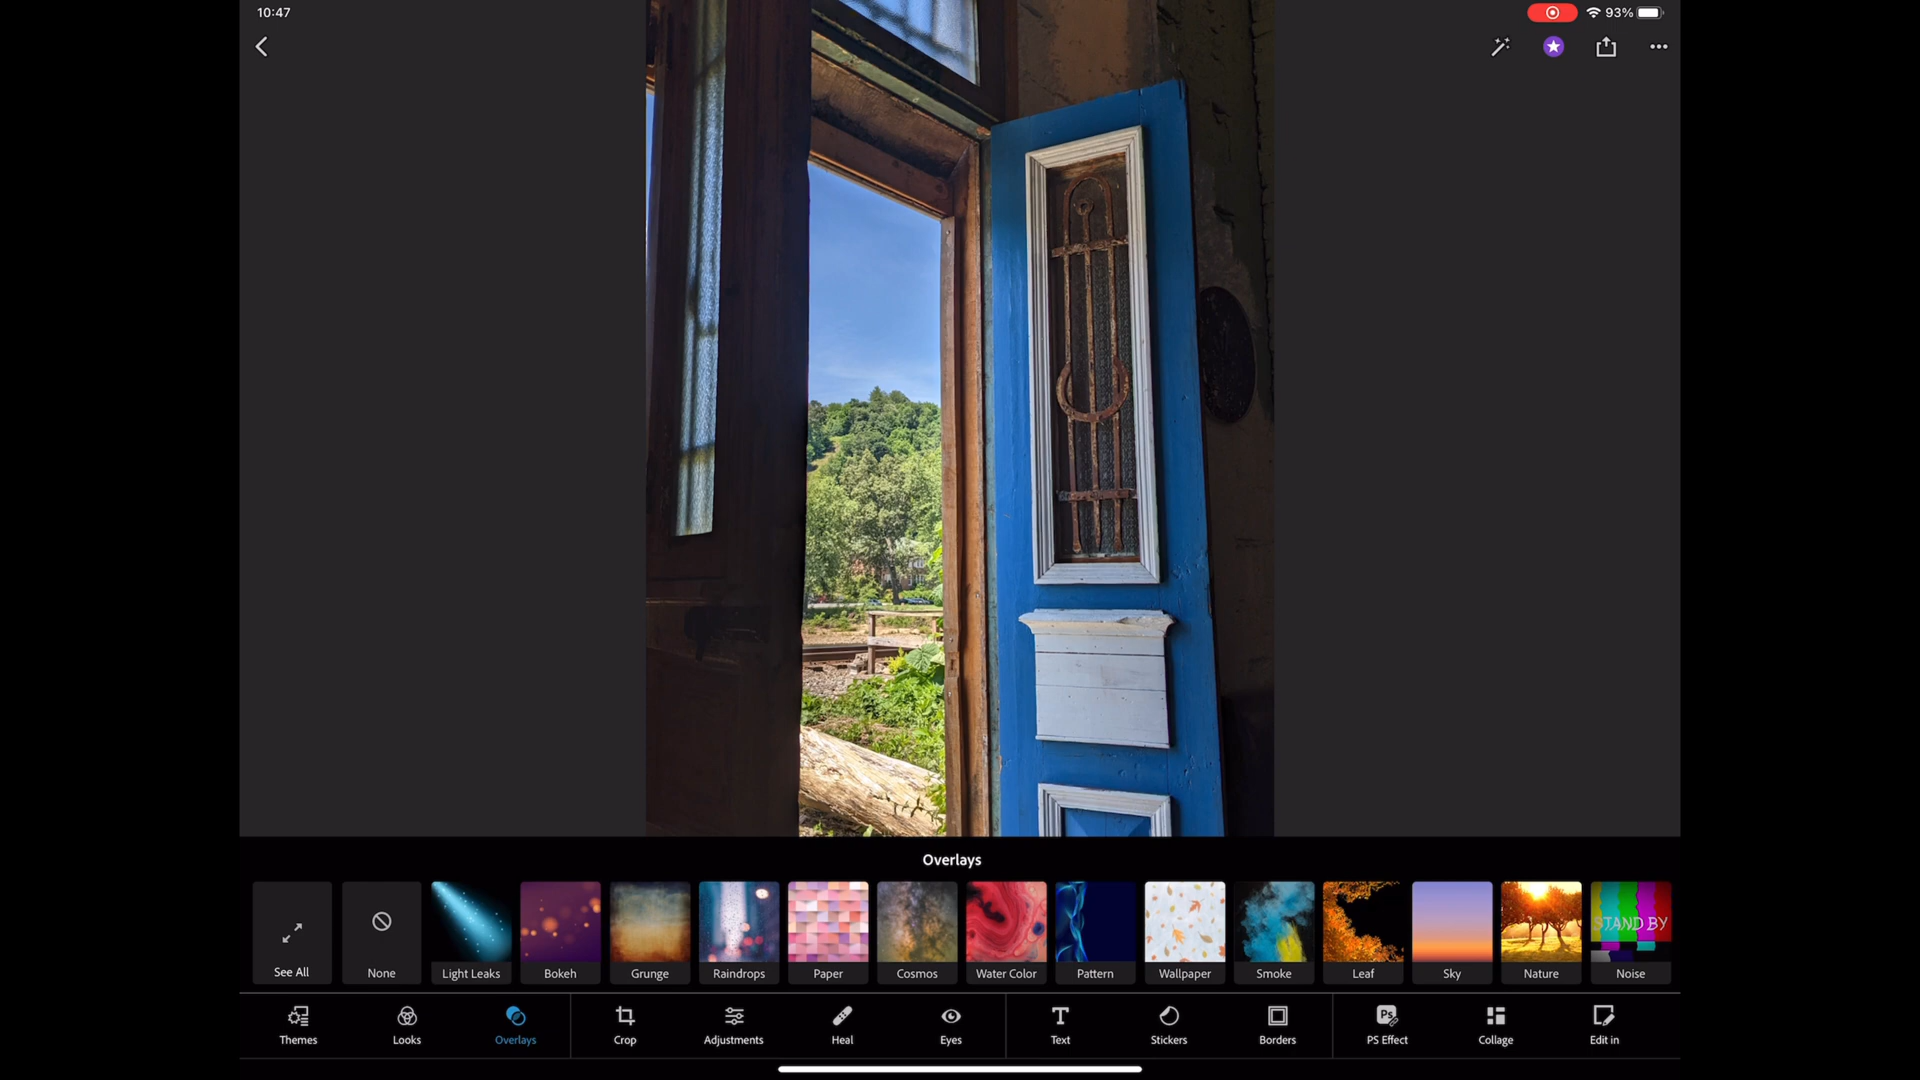 10:47
93%
Overlays
See All None Light Leaks Bokeh Grunge Raindrops Paper Cosmos Water Color Pattern Wallpaper Smoke Leaf Sky Nature Noise
STAND BY
Themes Looks Overlays Crop Adjustments Heal Eyes Text Stickers Borders PS Effect Collage Edit in
Ps